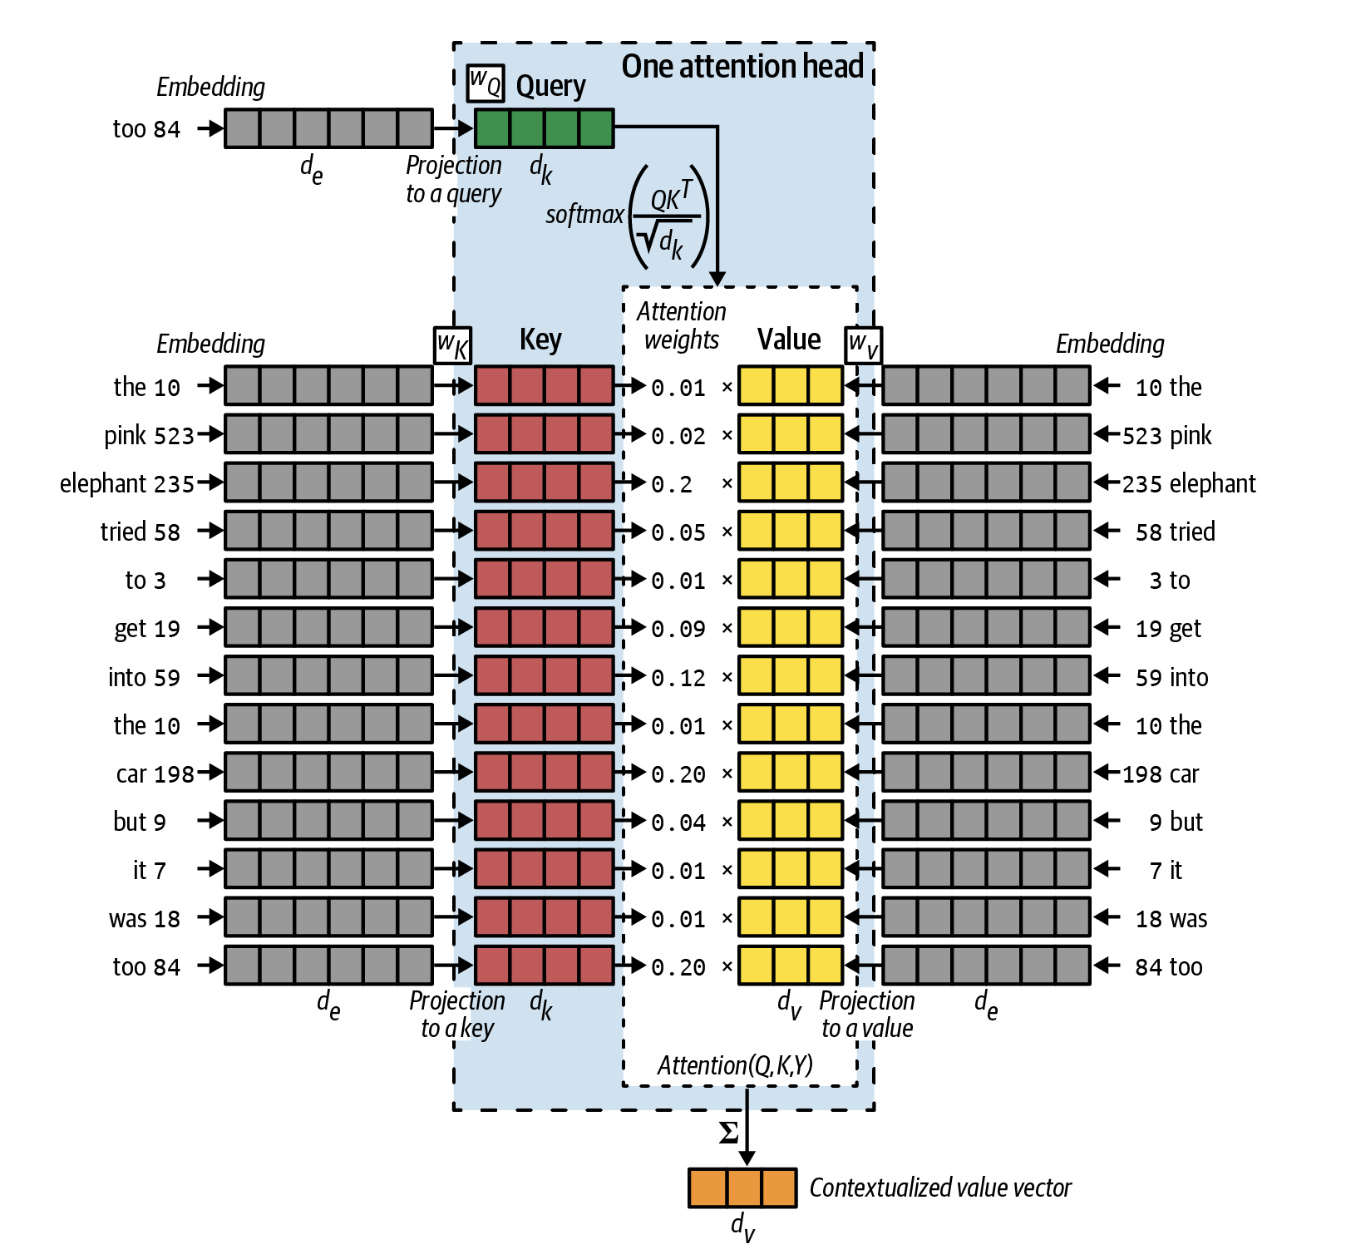 One attention head
W_Q Query
Embedding
too 84
d_e
Projection
to a query
d_k
softmax(QK^T / √d_k)
Attention
weights
Embedding
W_K
Key
Value
W_v
Embedding
the 10 0.01 × 10 the
pink 523 0.02 × 523 pink
elephant 235 0.2 × 235 elephant
tried 58 0.05 × 58 tried
to 3 0.01 × 3 to
get 19 0.09 × 19 get
into 59 0.12 × 59 into
the 10 0.01 × 10 the
car 198 0.20 × 198 car
but 9 0.04 × 9 but
it 7 0.01 × 7 it
was 18 0.01 × 18 was
too 84 0.20 × 84 too
d_e
Projection
to a key
d_k
d_v
Projection
to a value
d_e
Attention(Q,K,Y)
Σ
Contextualized value vector
d_v